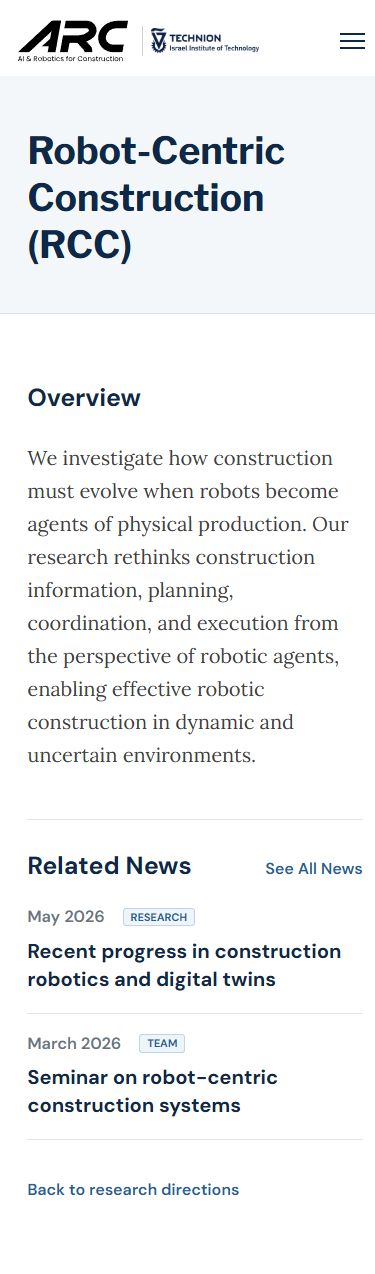 ARC
AI & Robotics for Construction
TECHNION
Israel Institute of Technology
Robot-Centric
Construction
(RCC)
Overview
We investigate how construction
must evolve when robots become
agents of physical production. Our
research rethinks construction
information, planning,
coordination, and execution from
the perspective of robotic agents,
enabling effective robotic
construction in dynamic and
uncertain environments.
Related News
See All News
May 2026 RESEARCH
Recent progress in construction
robotics and digital twins
March 2026 TEAM
Seminar on robot-centric
construction systems
Back to research directions